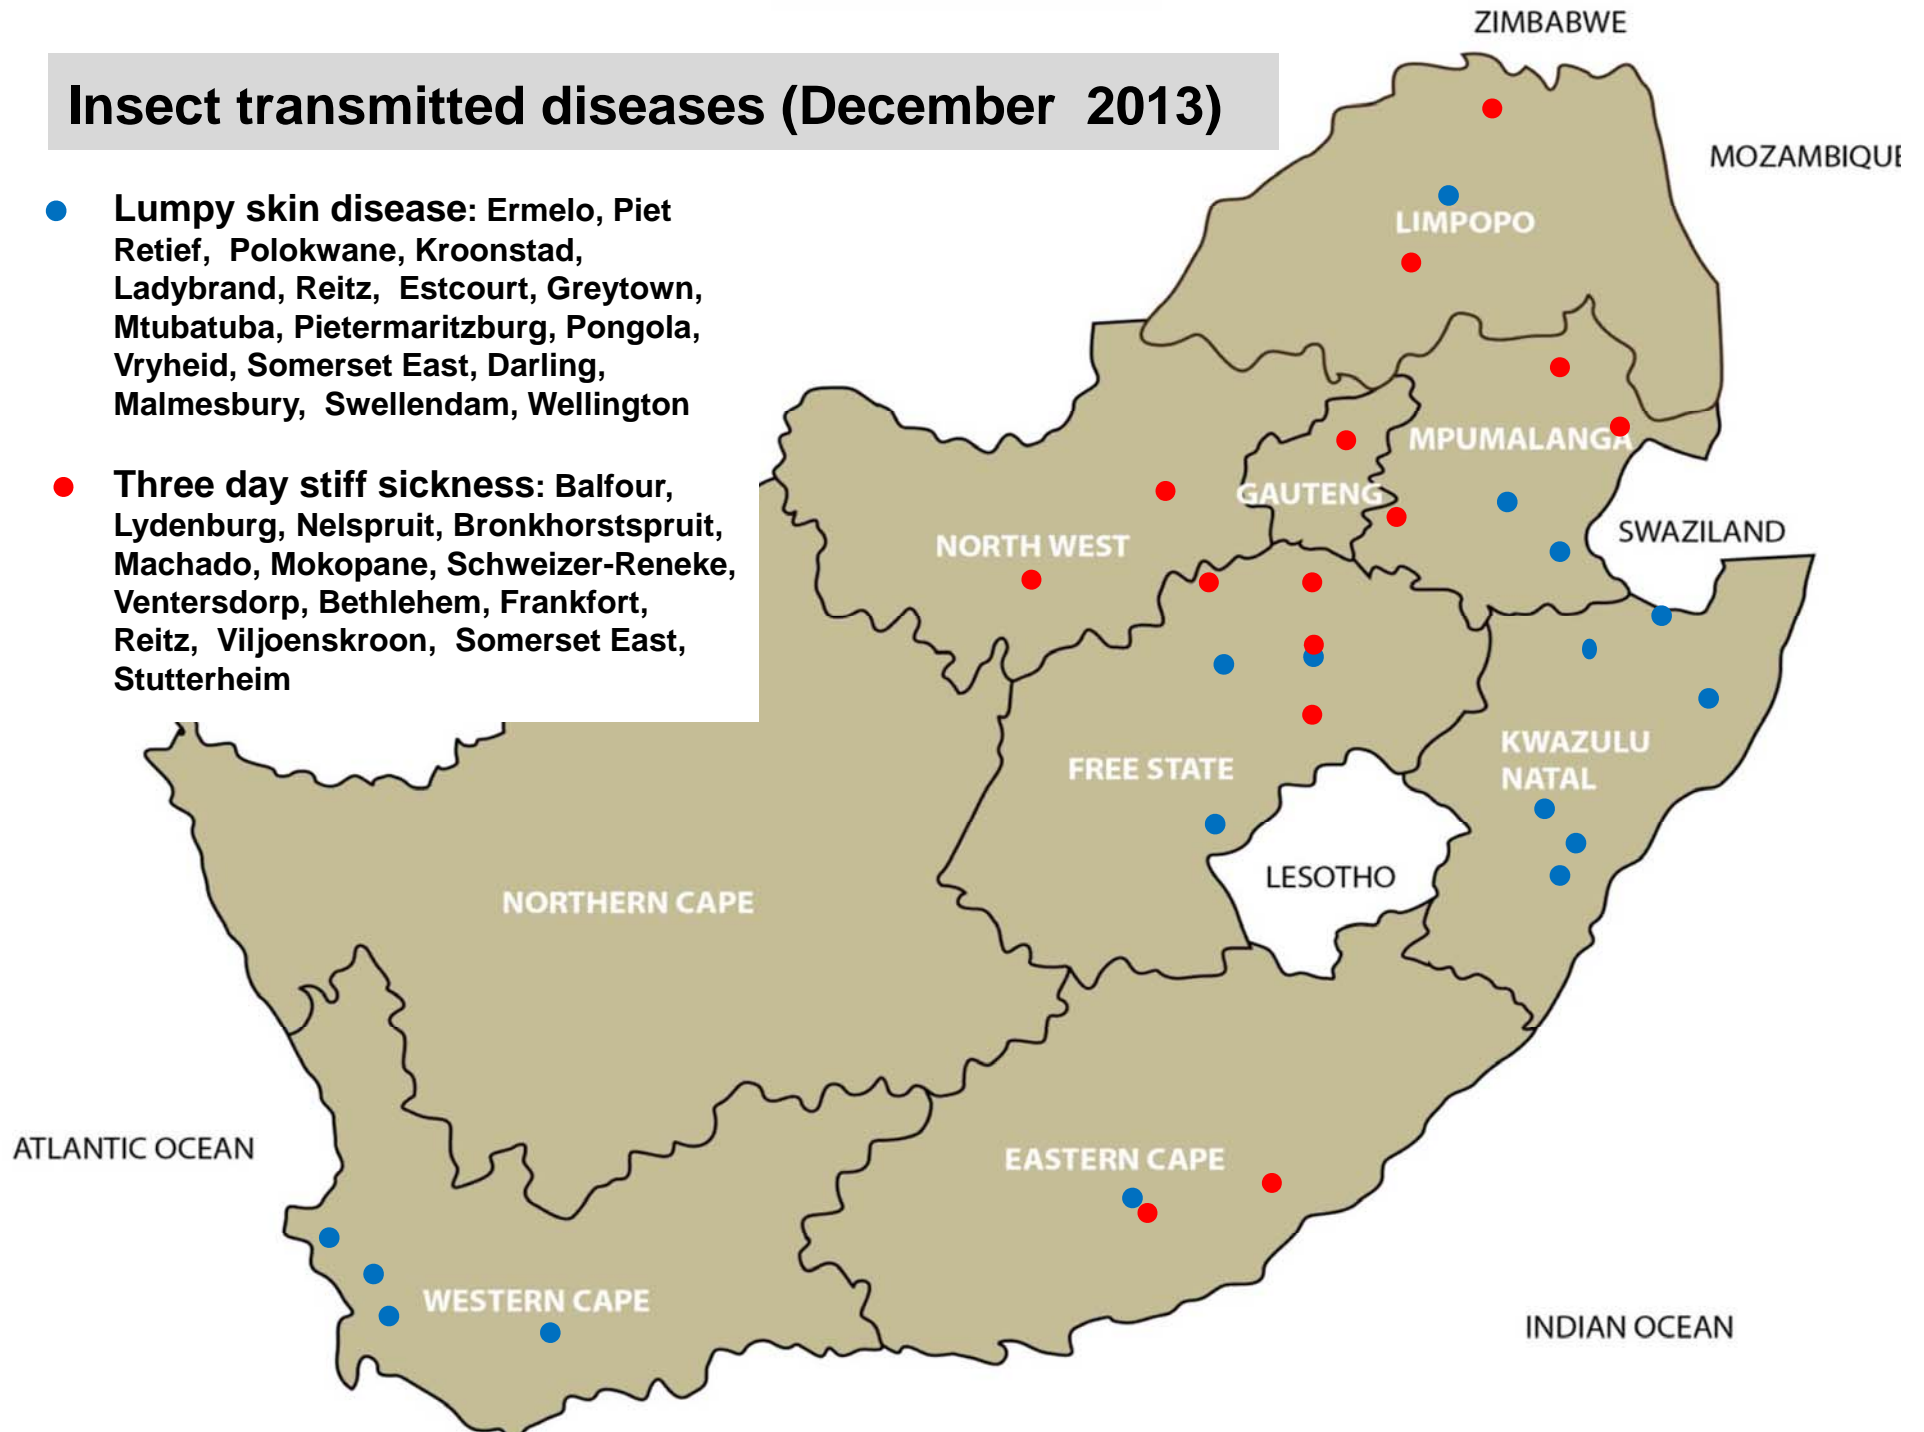 ZIMBABWE
Insect transmitted diseases (December  2013)
MOZAMBIQUE
Lumpy skin disease: Ermelo, Piet
Retief,  Polokwane, Kroonstad,
Ladybrand, Reitz,  Estcourt, Greytown,
Mtubatuba, Pietermaritzburg, Pongola,
Vryheid, Somerset East, Darling,
Malmesbury,  Swellendam, Wellington
Three day stiff sickness: Balfour,
Lydenburg, Nelspruit, Bronkhorstspruit,
Machado, Mokopane, Schweizer-Reneke,
Ventersdorp, Bethlehem, Frankfort,
Reitz,  Viljoenskroon,  Somerset East,
Stutterheim
LIMPOPO
MPUMALANGA
GAUTENG
SWAZILAND
NORTH WEST
KWAZULU
NATAL
FREE STATE
LESOTHO
NORTHERN CAPE
ATLANTIC OCEAN
EASTERN CAPE
WESTERN CAPE
INDIAN OCEAN